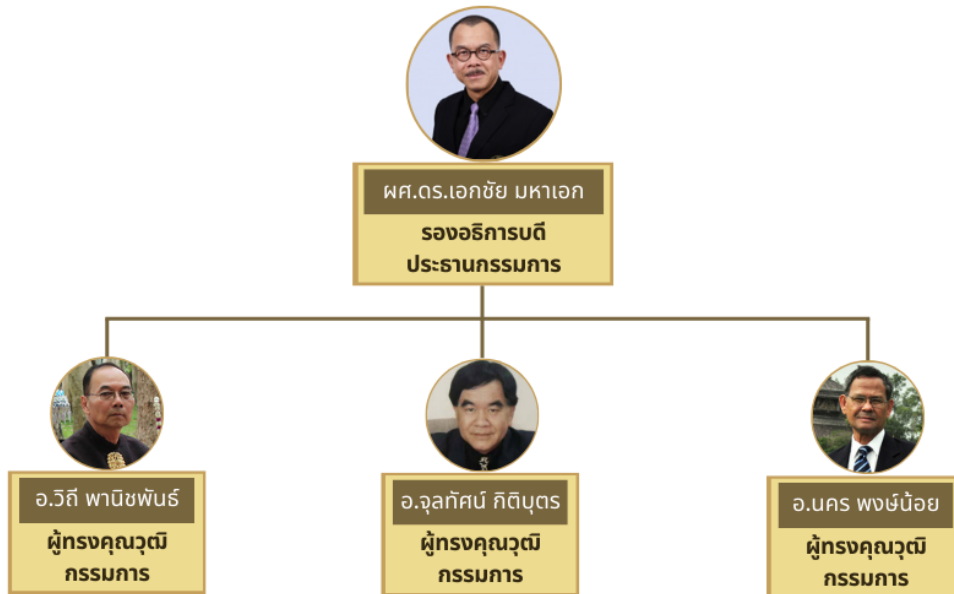 ผศ.ดร.เอกชัย มหาเอก
รองอธิการบดี
ประธานกรรมการ
อ.วิถี พานิชพันธ์
ผู้ทรงคุณวุฒิ
กรรมการ
อ.จุลทัศน์ กิติบุตร
ผู้ทรงคุณวุฒิ
กรรมการ
อ.นคร พงษ์น้อย
ผู้ทรงคุณวุฒิ
กรรมการ